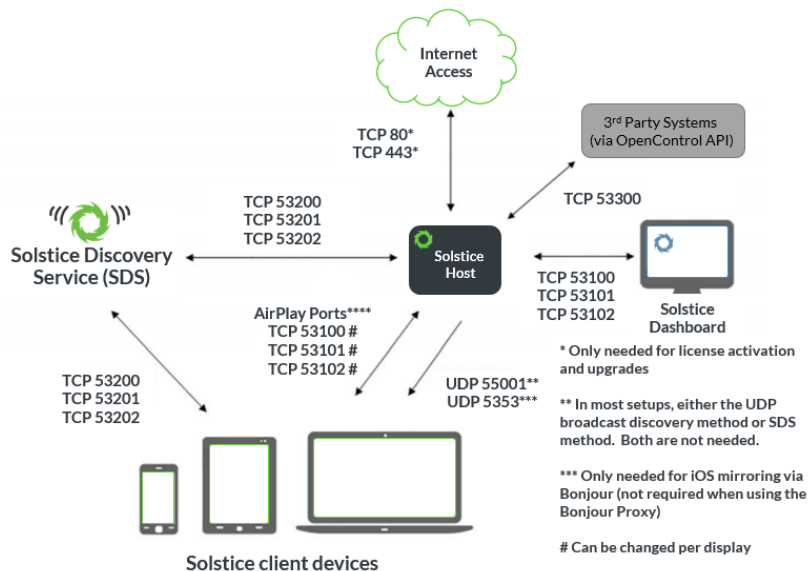 Internet
Access
TCP 80*
TCP 443*
3rd Party Systems
(via OpenControl API)
TCP 53300
TCP 53200
TCP 53201
TCP 53202
Solstice Discovery
Service (SDS)
Solstice
Host
TCP 53100
TCP 53101
TCP 53102
Solstice
Dashboard
AirPlay Ports****
TCP 53100 #
TCP 53101 #
TCP 53102 #
UDP 55001**
UDP 5353***
TCP 53200
TCP 53201
TCP 53202
* Only needed for license activation
and upgrades
** In most setups, either the UDP
broadcast discovery method or SDS
method. Both are not needed.
*** Only needed for iOS mirroring via
Bonjour (not required when using the
Bonjour Proxy)
# Can be changed per display
Solstice client devices